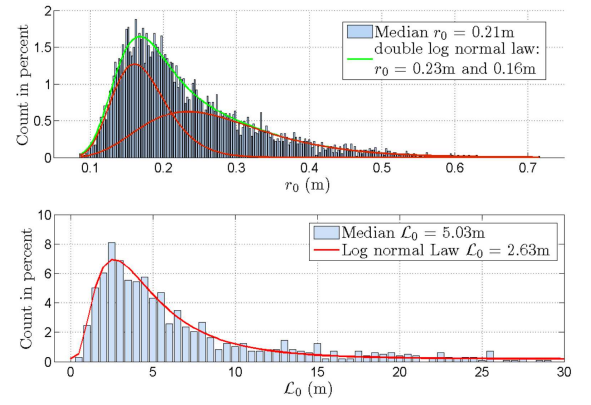 2
1.5
1
0.5
0
Count in percent
Median r₀ = 0.21m
double log normal law:
r₀ = 0.23m and 0.16m
0.1 0.2 0.3 0.4 0.5 0.6 0.7
r₀ (m)
10
8
6
4
2
0
Count in percent
Median ℒ₀ = 5.03m
Log normal Law ℒ₀ = 2.63m
0 5 10 15 20 25 30
ℒ₀ (m)